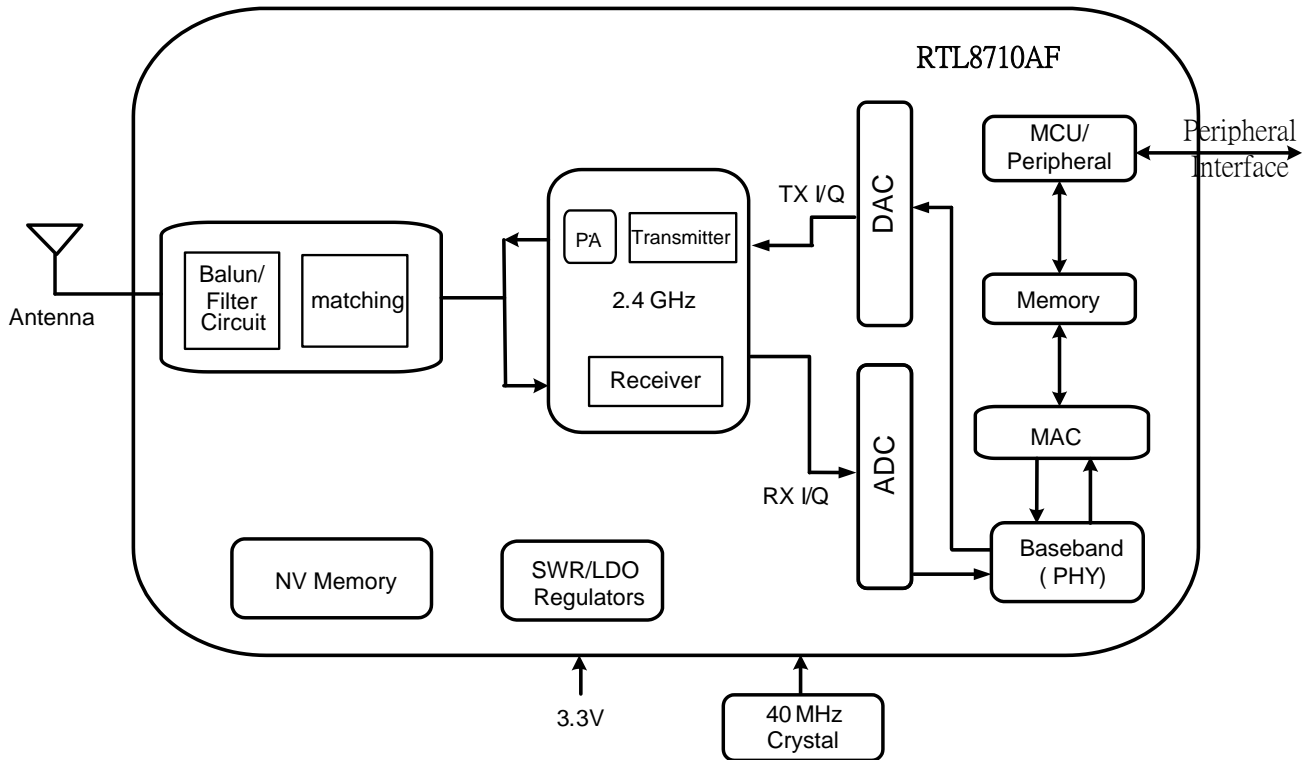 RTL8710AF
MCU/
Peripheral
Peripheral
Interface
DAC
TX I/Q
PA
Transmitter
2.4 GHz
Receiver
Balun/
Filter
Circuit
matching
Antenna
Memory
MAC
ADC
RX I/Q
Baseband
( PHY)
NV Memory
SWR/LDO
Regulators
3.3V
40 MHz
Crystal